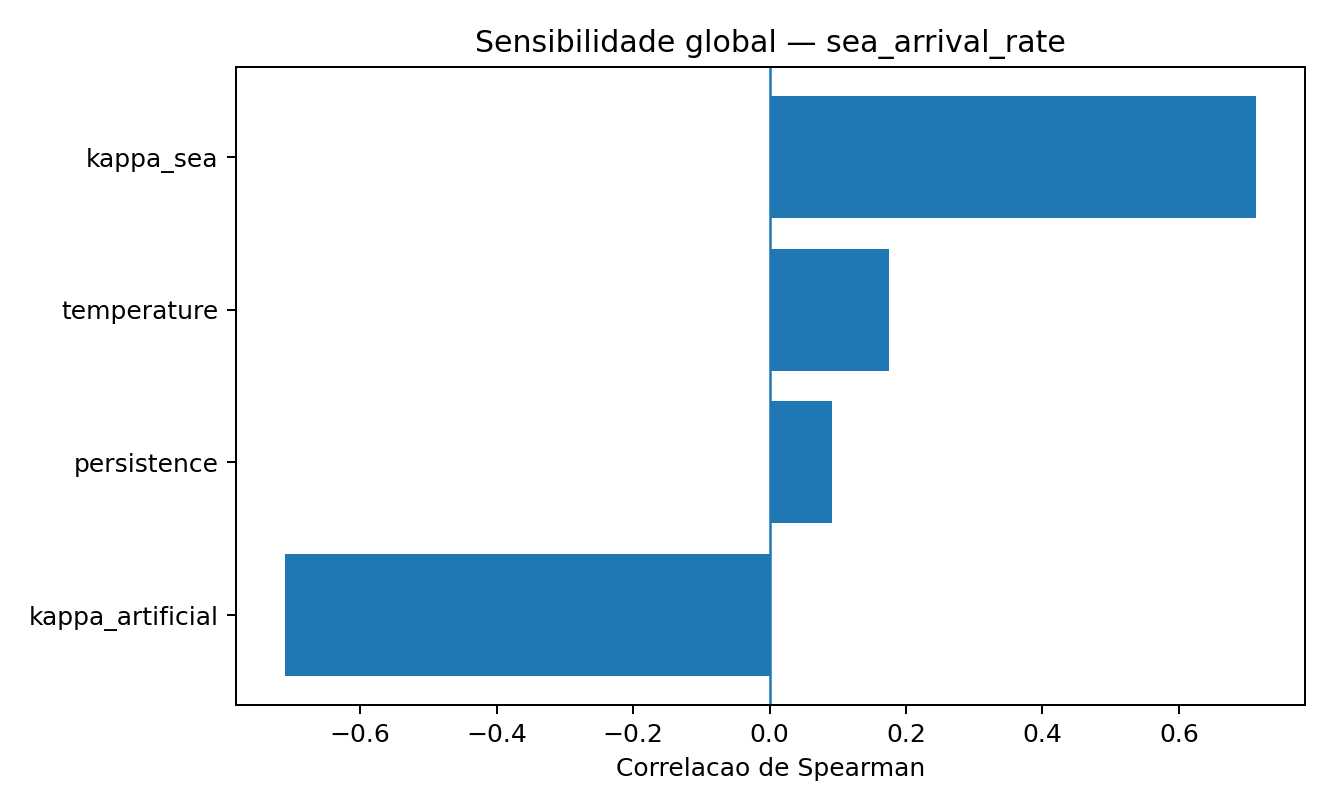 Sensibilidade global — sea_arrival_rate
kappa_sea
temperature
persistence
kappa_artificial
−0.6 −0.4 −0.2 0.0 0.2 0.4 0.6
Correlacao de Spearman